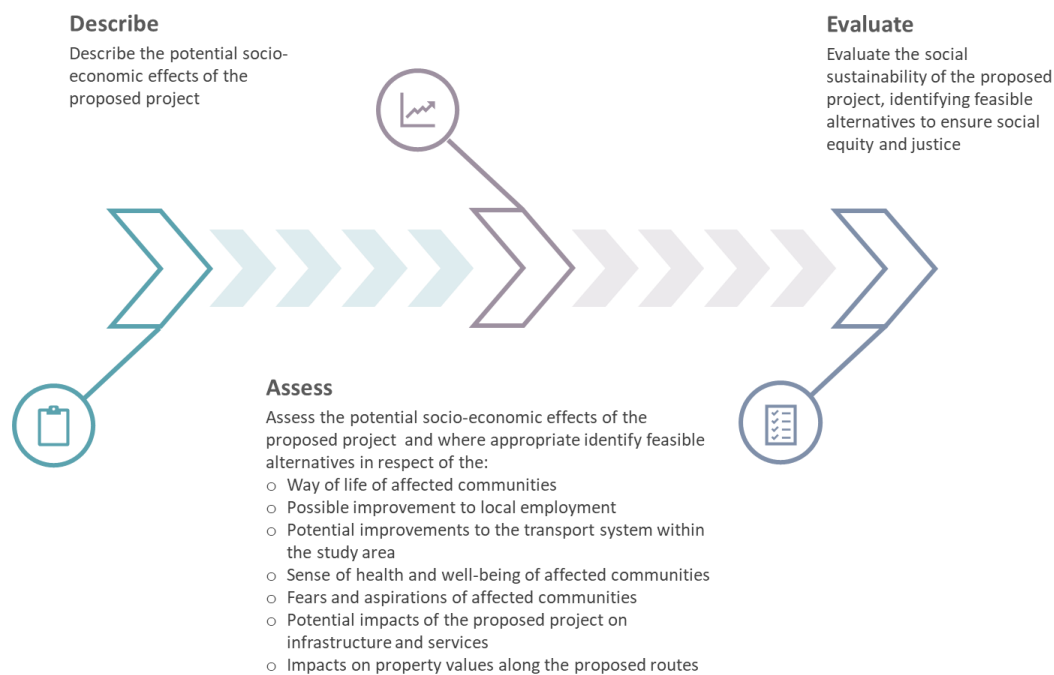 Describe
Describe the potential socio-
economic effects of the
proposed project
Evaluate
Evaluate the social
sustainability of the proposed
project, identifying feasible
alternatives to ensure social
equity and justice
Assess
Assess the potential socio-economic effects of the
proposed project and where appropriate identify feasible
alternatives in respect of the:
○ Way of life of affected communities
○ Possible improvement to local employment
○ Potential improvements to the transport system within
the study area
○ Sense of health and well-being of affected communities
○ Fears and aspirations of affected communities
○ Potential impacts of the proposed project on
infrastructure and services
○ Impacts on property values along the proposed routes